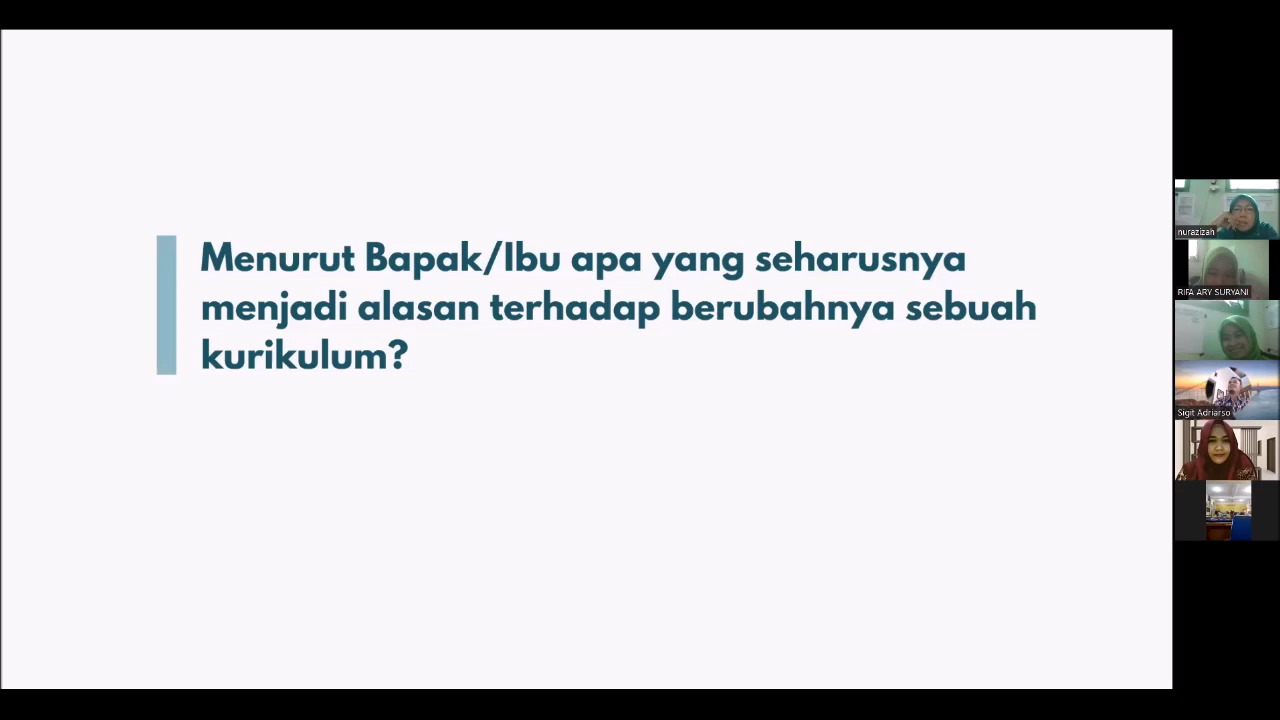 Menurut Bapak/Ibu apa yang seharusnya
menjadi alasan terhadap berubahnya sebuah
kurikulum?
nurazizah
RIFA ARY SURYANI
Sigit Adriarso